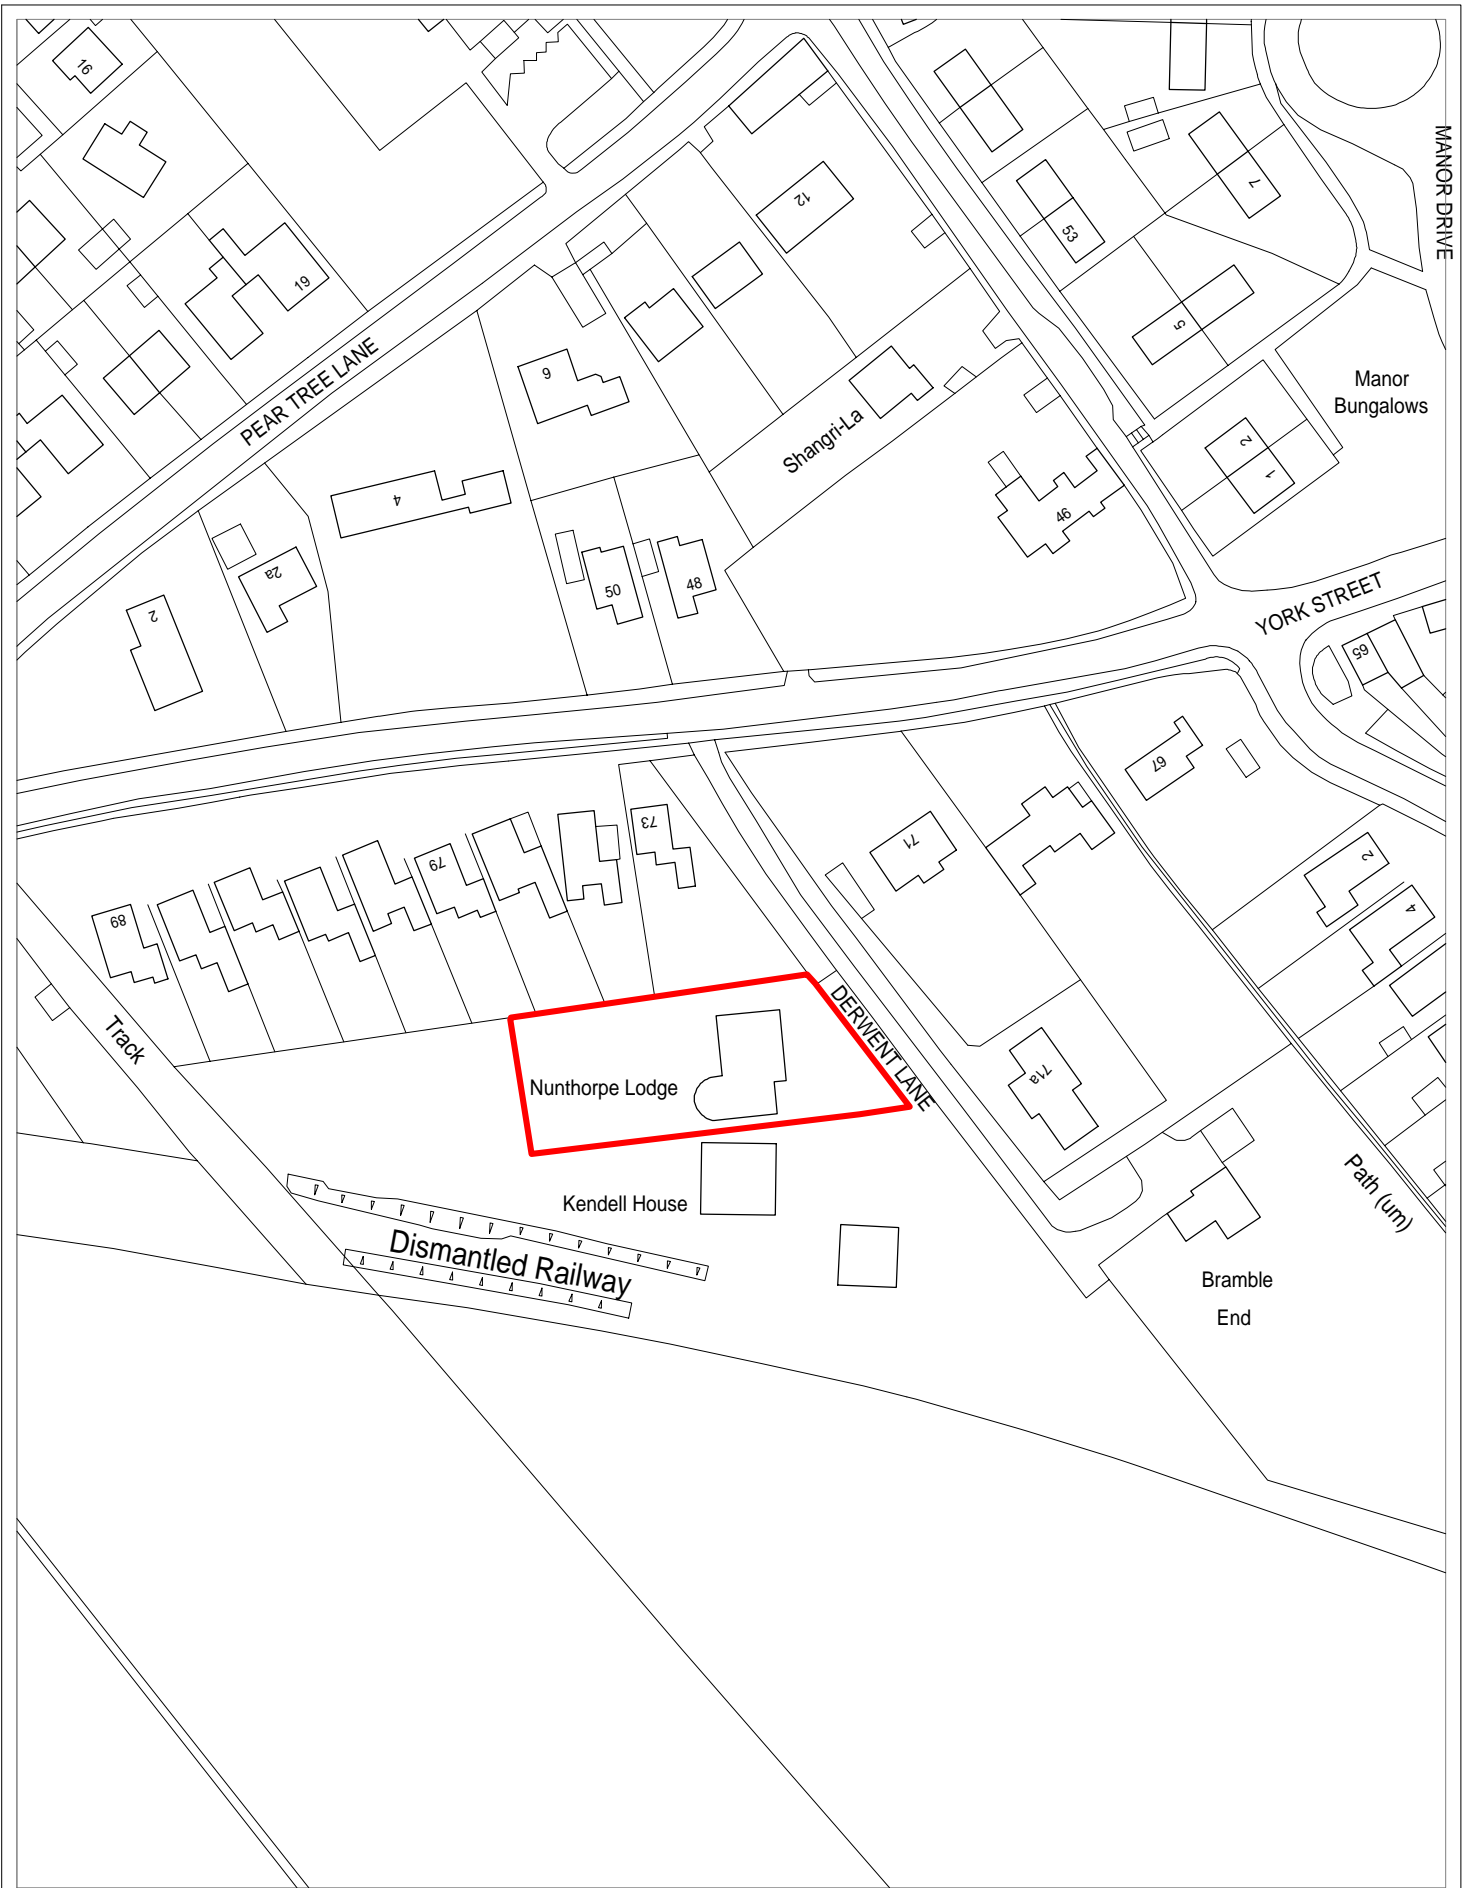 16
MANOR DRIVE
7
12
53
19
5
PEAR TREE LANE
6
Manor
Bungalows
Shangri-La
2
1
4
46
2a
50
48
2
YORK STREET
65
67
73
71
79
2
4
89
DERWENT LANE
Track
Nunthorpe Lodge
71a
Path (um)
Kendell House
Dismantled Railway
Bramble
End